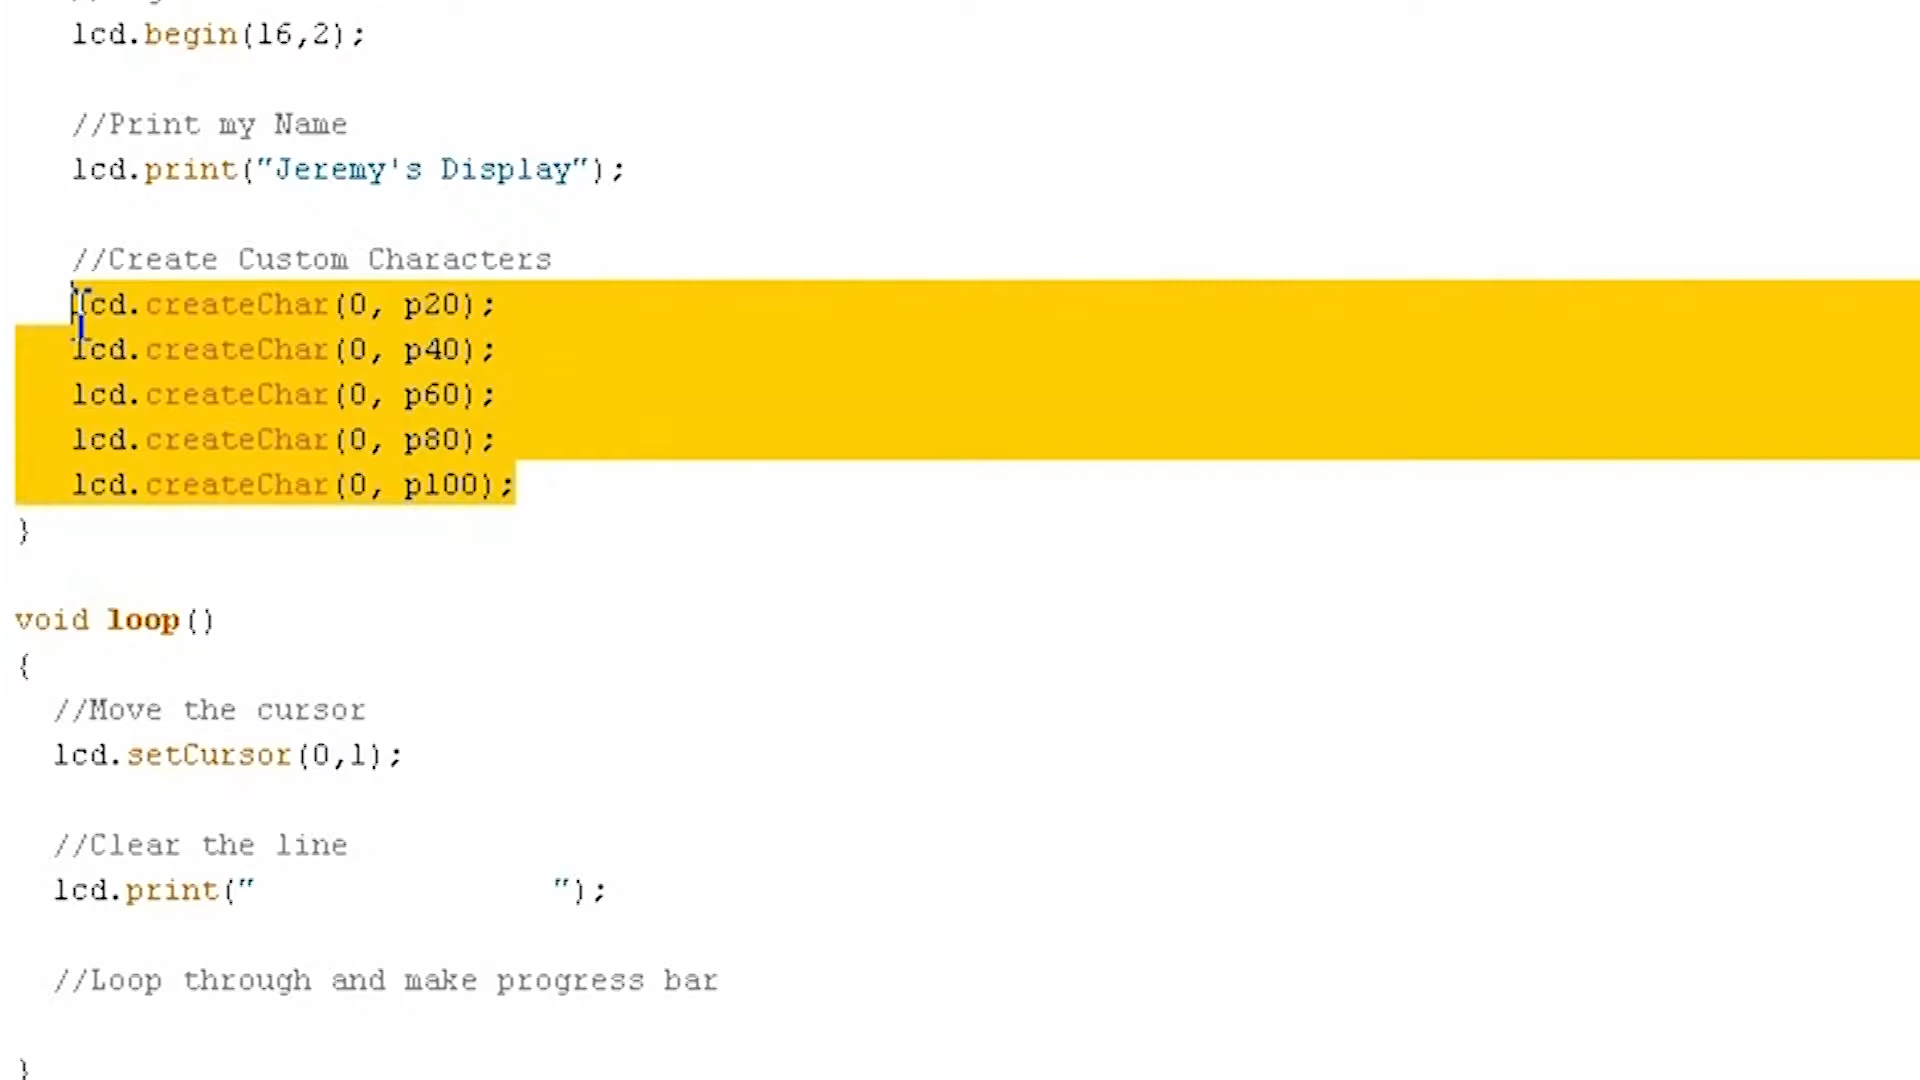 lcd.begin(16,2);
//Print my Name
lcd.print("Jeremy's Display");
//Create Custom Characters
lcd.createChar(0, p20);
lcd.createChar(0, p40);
lcd.createChar(0, p60);
lcd.createChar(0, p80);
lcd.createChar(0, p100);
}
void loop()
{
//Move the cursor
lcd.setCursor(0,1);
//Clear the line
lcd.print("                ");
//Loop through and make progress bar
}